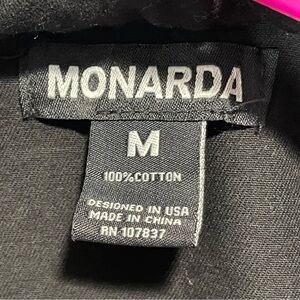 MONARDA
M
100%COTTON
DESIGNED IN USA
MADE IN CHINA
RN 107837